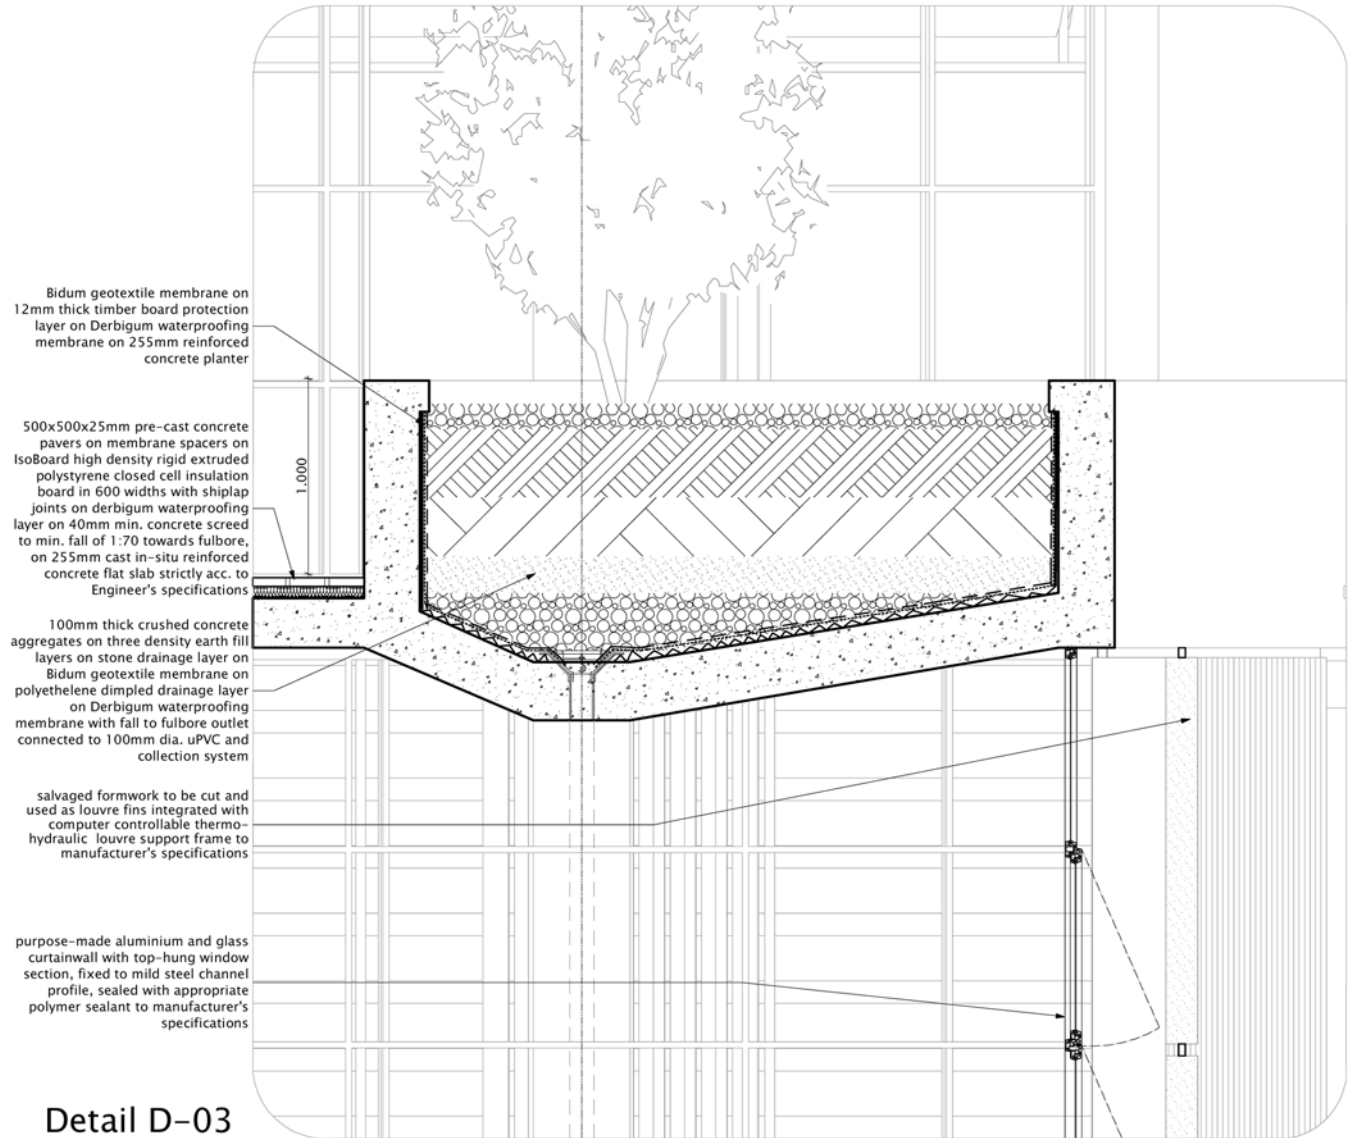 Bidum geotextile membrane on
12mm thick timber board protection
layer on Derbigum waterproofing
membrane on 255mm reinforced
concrete planter
500x500x25mm pre-cast concrete
pavers on membrane spacers on
IsoBoard high density rigid extruded
polystyrene closed cell insulation
board in 600 widths with shiplap
joints on derbigum waterproofing
layer on 40mm min. concrete screed
to min. fall of 1:70 towards fulbore,
on 255mm cast in-situ reinforced
concrete flat slab strictly acc. to
Engineer's specifications
1.000
100mm thick crushed concrete
aggregates on three density earth fill
layers on stone drainage layer on
Bidum geotextile membrane on
polyethelene dimpled drainage layer
on Derbigum waterproofing
membrane with fall to fulbore outlet
connected to 100mm dia. uPVC and
collection system
salvaged formwork to be cut and
used as louvre fins integrated with
computer controllable thermo-
hydraulic louvre support frame to
manufacturer's specifications
purpose-made aluminium and glass
curtainwall with top-hung window
section, fixed to mild steel channel
profile, sealed with appropriate
polymer sealant to manufacturer's
specifications
Detail D-03